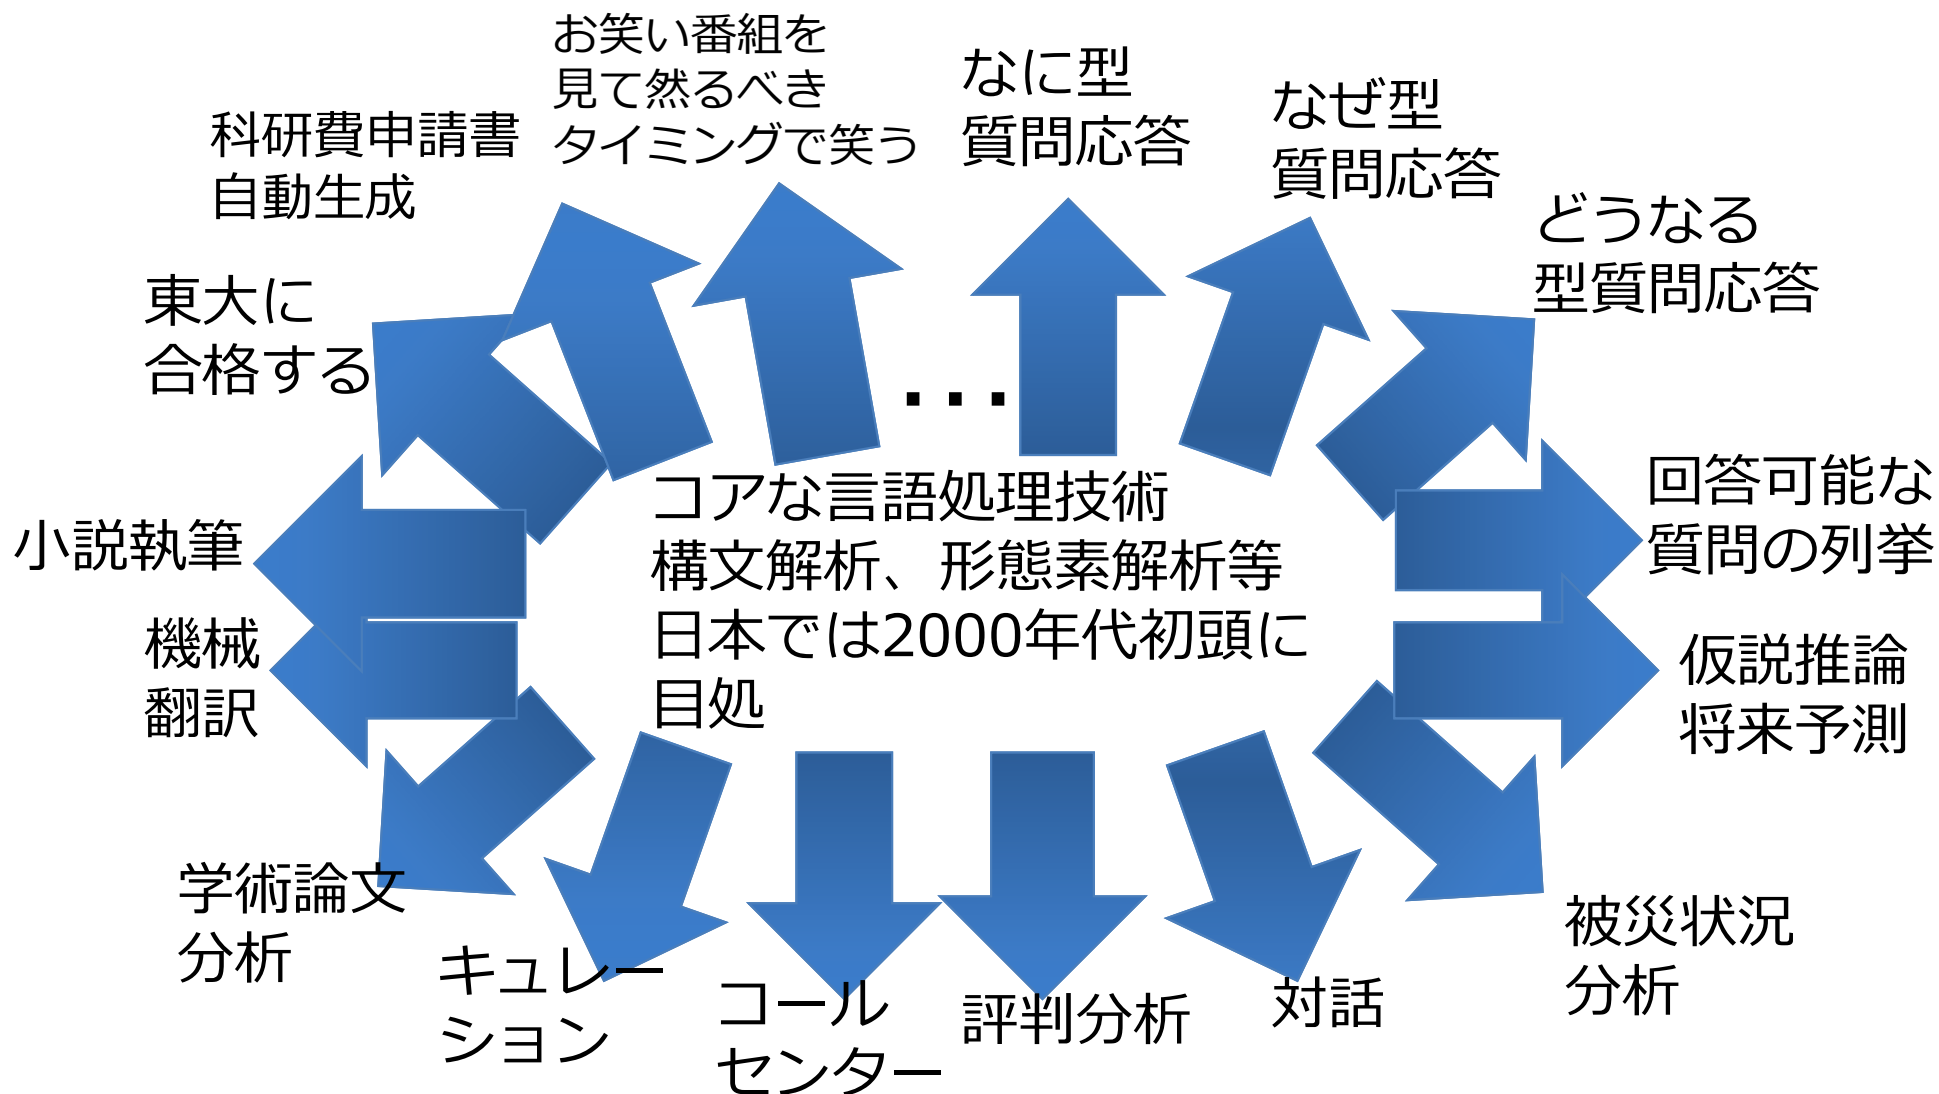 お笑い番組を
見て然るべき
タイミングで笑う
なに型
質問応答
なぜ型
質問応答
科研費申請書
自動生成
どうなる
型質問応答
東大に
合格する
...
回答可能な
質問の列挙
コアな言語処理技術
構文解析、形態素解析等
日本では2000年代初頭に
目処
小説執筆
機械
翻訳
仮説推論
将来予測
学術論文
分析
キュレー
ション
コール
センター
評判分析
対話
被災状況
分析